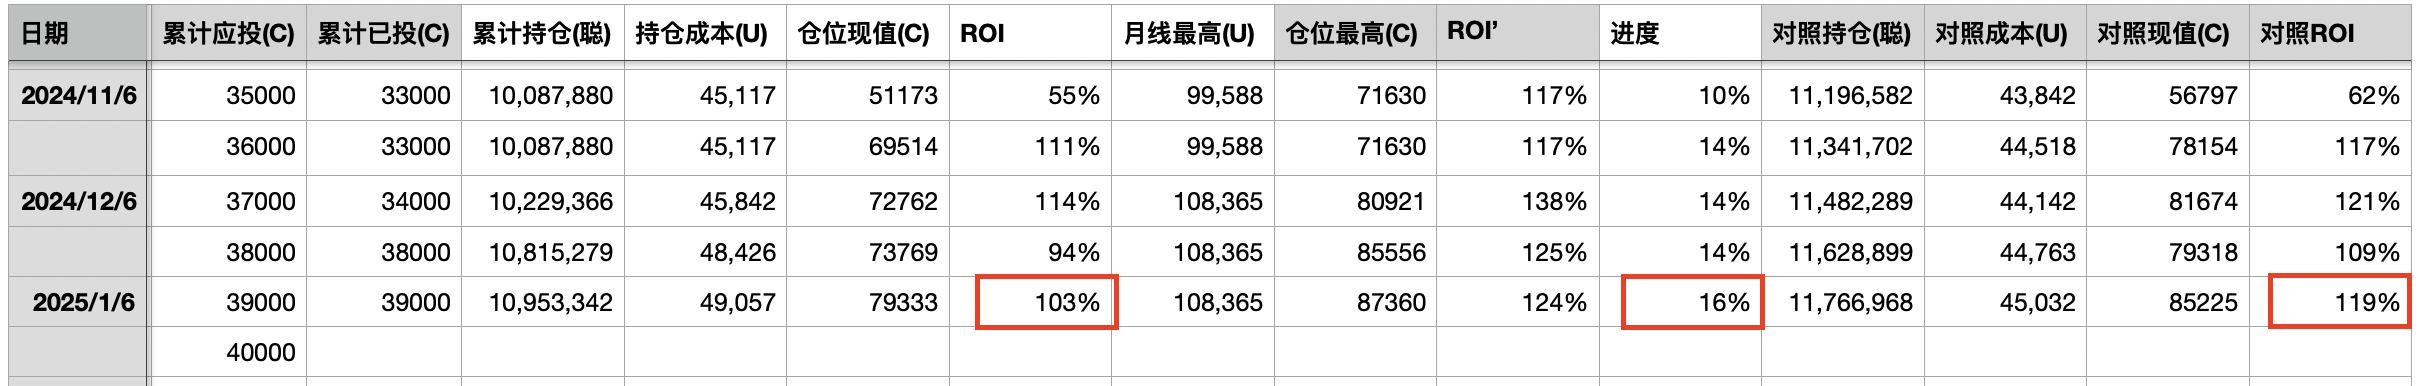 日期 累计应投(C) 累计已投(C) 累计持仓(聪) 持仓成本(U) 仓位现值(C) ROI 月线最高(U) 仓位最高(C) ROI’ 进度 对照持仓(聪) 对照成本(U) 对照现值(C) 对照ROI
2024/11/6 35000 33000 10,087,880 45,117 51173 55% 99,588 71630 117% 10% 11,196,582 43,842 56797 62%
36000 33000 10,087,880 45,117 69514 111% 99,588 71630 117% 14% 11,341,702 44,518 78154 117%
2024/12/6 37000 34000 10,229,366 45,842 72762 114% 108,365 80921 138% 14% 11,482,289 44,142 81674 121%
38000 38000 10,815,279 48,426 73769 94% 108,365 85556 125% 14% 11,628,899 44,763 79318 109%
2025/1/6 39000 39000 10,953,342 49,057 79333 103% 108,365 87360 124% 16% 11,766,968 45,032 85225 119%
40000